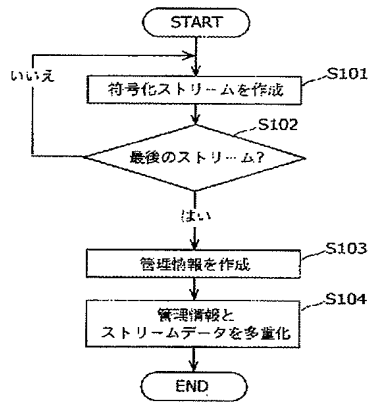 START
いいえ
符号化ストリームを作成
S101
S102
最後のストリーム?
はい
S103
管理情報を作成
S104
管理情報と
ストリームデータを多重化
END